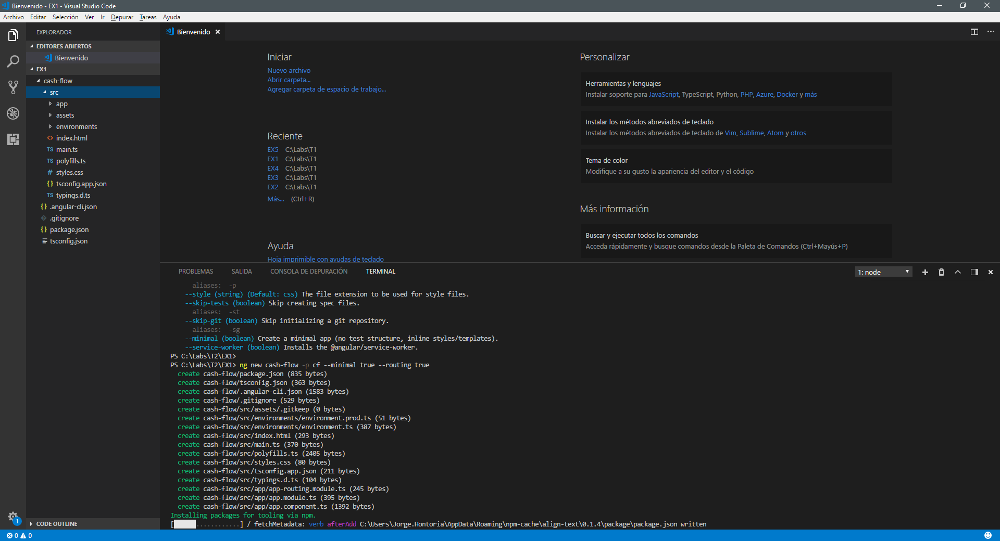 Bienvenido - EX1 - Visual Studio Code
Archivo Editar Selección Ver Ir Depurar Tareas Ayuda
EXPLORADOR
EDITORES ABIERTOS
Bienvenido
EX1
cash-flow
src
app
assets
environments
index.html
TS main.ts
TS polyfills.ts
# styles.css
{} tsconfig.app.json
TS typings.d.ts
{} .angular-cli.json
.gitignore
{} package.json
tsconfig.json
CODE OUTLINE
1
Bienvenido
Iniciar
Nuevo archivo
Abrir carpeta...
Agregar carpeta de espacio de trabajo...
Reciente
EX5 C:\Labs\T1
EX1 C:\Labs\T1
EX4 C:\Labs\T1
EX3 C:\Labs\T1
EX2 C:\Labs\T1
Más... (Ctrl+R)
Ayuda
Hoja imprimible con ayudas de teclado
Personalizar
Herramientas y lenguajes
Instalar soporte para JavaScript, TypeScript, Python, PHP, Azure, Docker y más
Instalar los métodos abreviados de teclado
Instalar los métodos abreviados de teclado de Vim, Sublime, Atom y otros
Tema de color
Modifique a su gusto la apariencia del editor y el código
Más información
Buscar y ejecutar todos los comandos
Acceda rápidamente y busque comandos desde la Paleta de Comandos (Ctrl+Mayús+P)
PROBLEMAS SALIDA CONSOLA DE DEPURACIÓN TERMINAL
1: node
aliases: -p
--style (string) (Default: css) The file extension to be used for style files.
--skip-tests (boolean) Skip creating spec files.
aliases: -st
--skip-git (boolean) Skip initializing a git repository.
aliases: -sg
--minimal (boolean) Create a minimal app (no test structure, inline styles/templates).
--service-worker (boolean) Installs the @angular/service-worker.
PS C:\Labs\T2\EX1>
PS C:\Labs\T2\EX1> ng new cash-flow -p cf --minimal true --routing true
create cash-flow/package.json (835 bytes)
create cash-flow/tsconfig.json (363 bytes)
create cash-flow/.angular-cli.json (1583 bytes)
create cash-flow/.gitignore (529 bytes)
create cash-flow/src/assets/.gitkeep (0 bytes)
create cash-flow/src/environments/environment.prod.ts (51 bytes)
create cash-flow/src/environments/environment.ts (387 bytes)
create cash-flow/src/index.html (293 bytes)
create cash-flow/src/main.ts (370 bytes)
create cash-flow/src/polyfills.ts (2405 bytes)
create cash-flow/src/styles.css (80 bytes)
create cash-flow/src/tsconfig.app.json (211 bytes)
create cash-flow/src/typings.d.ts (104 bytes)
create cash-flow/src/app/app-routing.module.ts (245 bytes)
create cash-flow/src/app/app.module.ts (395 bytes)
create cash-flow/src/app/app.component.ts (1392 bytes)
Installing packages for tooling via npm.
[............] / fetchMetadata: verb afterAdd C:\Users\Jorge.Hontoria\AppData\Roaming\npm-cache\align-text\0.1.4\package\package.json written
0 0